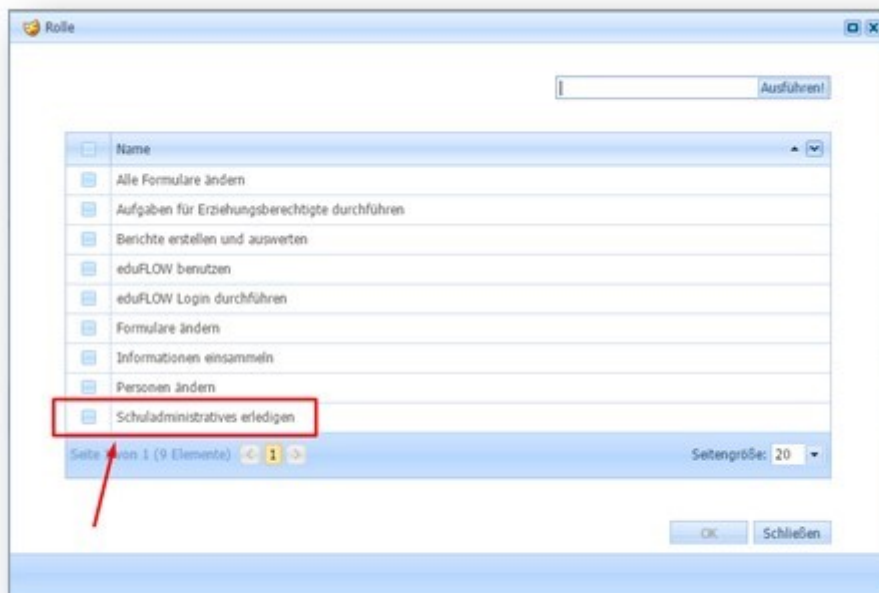 Rolle
Ausführen!
Name
Alle Formulare ändern
Aufgaben für Erziehungsberechtigte durchführen
Berichte erstellen und auswerten
eduFLOW benutzen
eduFLOW Login durchführen
Formulare ändern
Informationen einsammeln
Personen ändern
Schuladministratives erledigen
Seite von 1 (9 Elemente) < 1 > Seitengröße: 20
OK Schließen